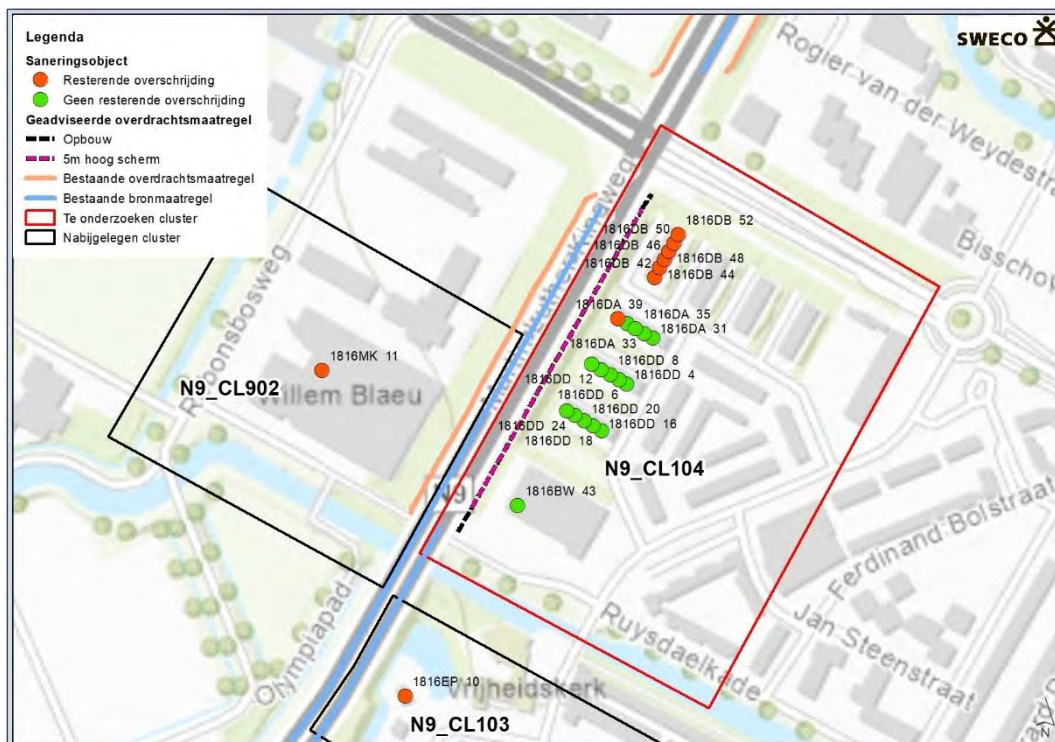 Legenda
Saneringsobject
Resterende overschrijding
Geen resterende overschrijding
Geadviseerde overdrachtsmaatregel
Opbouw
5m hoog scherm
Bestaande overdrachtsmaatregel
Bestaande bronmaatregel
Te onderzoeken cluster
Nabijgelegen cluster
SWECO
Rogier van der Weydestra
Bisschop
1816DB 52
1816DB 50
1816DB 46
1816DB 48
1816DB 42
1816DB 44
1816DA 39
1816DA 35
1816DA 31
1816DA 33
1816DD 8
1816DD 12
1816DD 4
1816DD 6
1816DD 20
1816DD 24
1816DD 16
1816DD 18
N9_CL104
1816BW 43
1816MK 11
N9_CL902
Willem Blaeu
N9
Ferdinand Bolstraat
Jan Steenstraat
Ruysdaelkade
Olympiapad
1816EP 10
Vrijheidskerk
N9_CL103
N